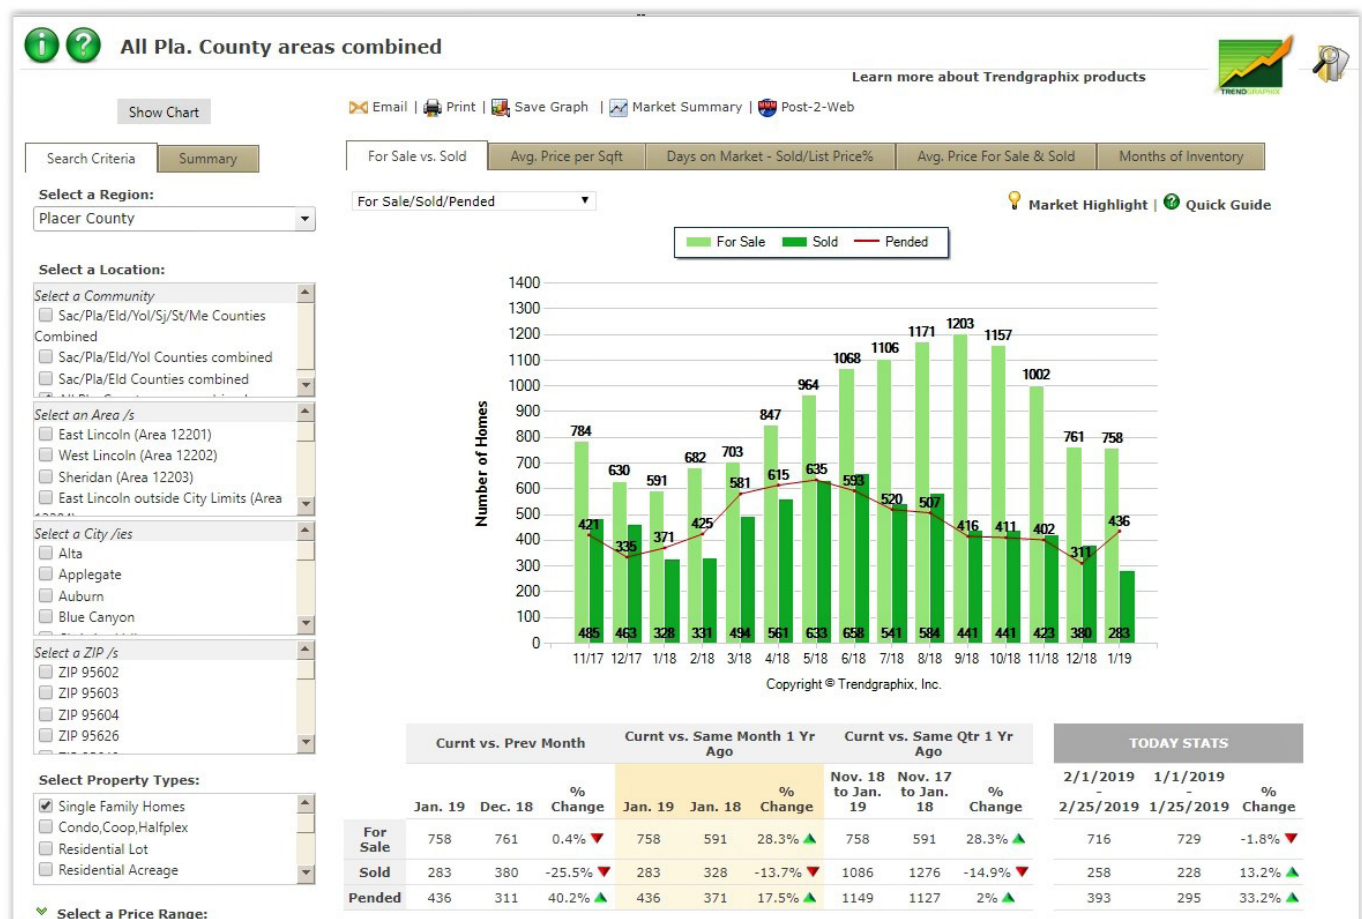 All Pla. County areas combined
Learn more about Trendgraphix products
TRENDGRAPHIX
Show Chart
Email | Print | Save Graph | Market Summary | Post-2-Web
Search Criteria Summary
For Sale vs. Sold Avg. Price per Sqft Days on Market - Sold/List Price% Avg. Price For Sale & Sold Months of Inventory
Select a Region:
Placer County
For Sale/Sold/Pended
Market Highlight | Quick Guide
For Sale Sold Pended
Select a Location:
Select a Community
Sac/Pla/Eld/Yol/Sj/St/Me Counties
Combined
Sac/Pla/Eld/Yol Counties combined
Sac/Pla/Eld Counties combined
Select an Area /s
East Lincoln (Area 12201)
West Lincoln (Area 12202)
Sheridan (Area 12203)
East Lincoln outside City Limits (Area
Select a City /ies
Alta
Applegate
Auburn
Blue Canyon
Select a ZIP /s
ZIP 95602
ZIP 95603
ZIP 95604
ZIP 95626
Select Property Types:
Single Family Homes
Condo,Coop,Halfplex
Residential Lot
Residential Acreage
Select a Price Range:
Number of Homes
1400
1300
1200
1100
1000
900
800
700
600
500
400
300
200
100
0
784 630 591 682 703 847 964 1068 1106 1171 1203 1157 1002 761 758
421 335 371 425 581 615 635 593 520 507 416 411 402 311 436
485 463 328 331 494 561 633 658 541 584 441 441 423 380 283
11/17 12/17 1/18 2/18 3/18 4/18 5/18 6/18 7/18 8/18 9/18 10/18 11/18 12/18 1/19
Copyright © Trendgraphix, Inc.
Curnt vs. Prev Month Curnt vs. Same Month 1 Yr Ago Curnt vs. Same Qtr 1 Yr Ago TODAY STATS
Jan. 19 Dec. 18 % Change Jan. 19 Jan. 18 % Change Nov. 18 to Jan. 19 Nov. 17 to Jan. 18 % Change 2/1/2019 - 2/25/2019 1/1/2019 - 1/25/2019 % Change
For Sale 758 761 0.4% 758 591 28.3% 758 591 28.3% 716 729 -1.8%
Sold 283 380 -25.5% 283 328 -13.7% 1086 1276 -14.9% 258 228 13.2%
Pended 436 311 40.2% 436 371 17.5% 1149 1127 2% 393 295 33.2%